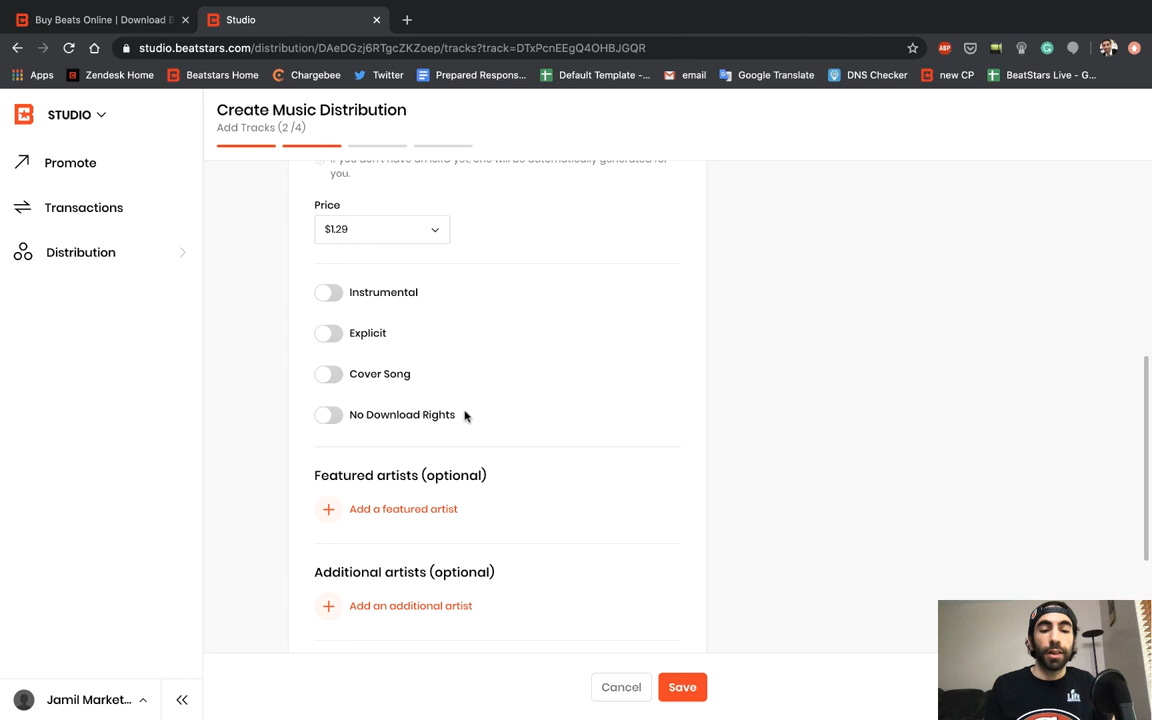 Buy Beats Online | Download B
Studio
studio.beatstars.com/distribution/DAeDGzj6RTgcZKZoep/tracks?track=DTxPcnEEgQ4OHBJGQR
Apps
Zendesk Home
Beatstars Home
Chargebee
Twitter
Prepared Respons...
Default Template -...
email
Google Translate
DNS Checker
new CP
BeatStars Live - G...
STUDIO
Promote
Transactions
Distribution
Create Music Distribution
Add Tracks (2 /4)
If you don't have an ISRC yet, one will be automatically generated for
you.
Price
$1.29
Instrumental
Explicit
Cover Song
No Download Rights
Featured artists (optional)
Add a featured artist
Additional artists (optional)
Add an additional artist
Cancel
Save
Jamil Market...